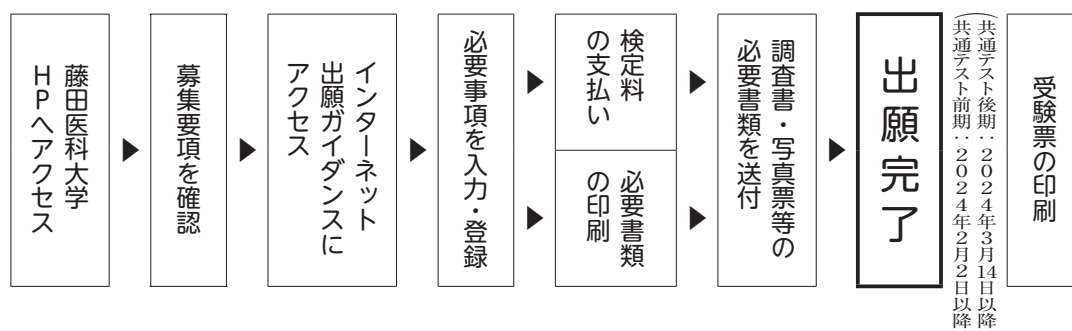 藤田医科大学
HPへアクセス
▶
募集要項を確認
▶
インターネット
出願ガイダンスに
アクセス
▶
必要事項を入力・登録
▶
検定料
の支払い
▶
必要書類
の印刷
▶
調査書・写真票等の
必要書類を送付
▶
出願完了
共通テスト後期：2024年3月14日以降
（共通テスト前期：2024年2月2日以降
受験票の印刷